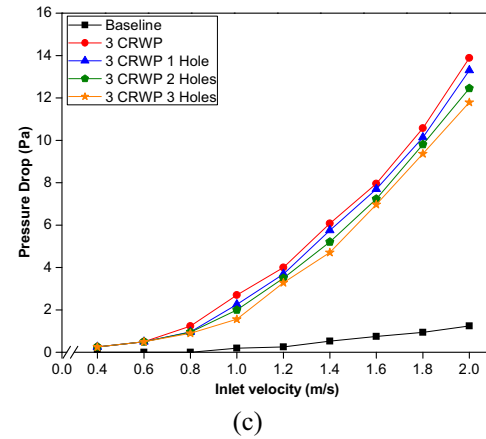 Baseline
3 CRWP
3 CRWP 1 Hole
3 CRWP 2 Holes
3 CRWP 3 Holes
Pressure Drop (Pa)
16
14
12
10
8
6
4
2
0
0.0 0.4 0.6 0.8 1.0 1.2 1.4 1.6 1.8 2.0
Inlet velocity (m/s)
(c)